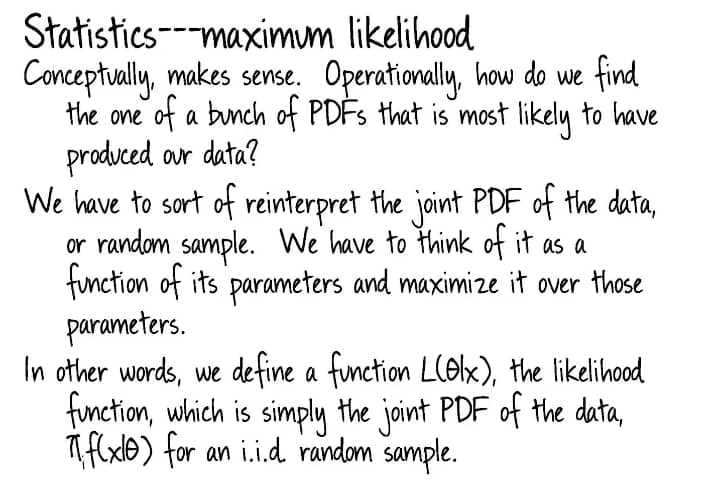 Statistics---maximum likelihood
Conceptually, makes sense. Operationally, how do we find
the one of a bunch of PDFs that is most likely to have
produced our data?
We have to sort of reinterpret the joint PDF of the data,
or random sample. We have to think of it as a
function of its parameters and maximize it over those
parameters.
In other words, we define a function L(θ|x), the likelihood
function, which is simply the joint PDF of the data,
∏ᵢf(x|θ) for an i.i.d. random sample.